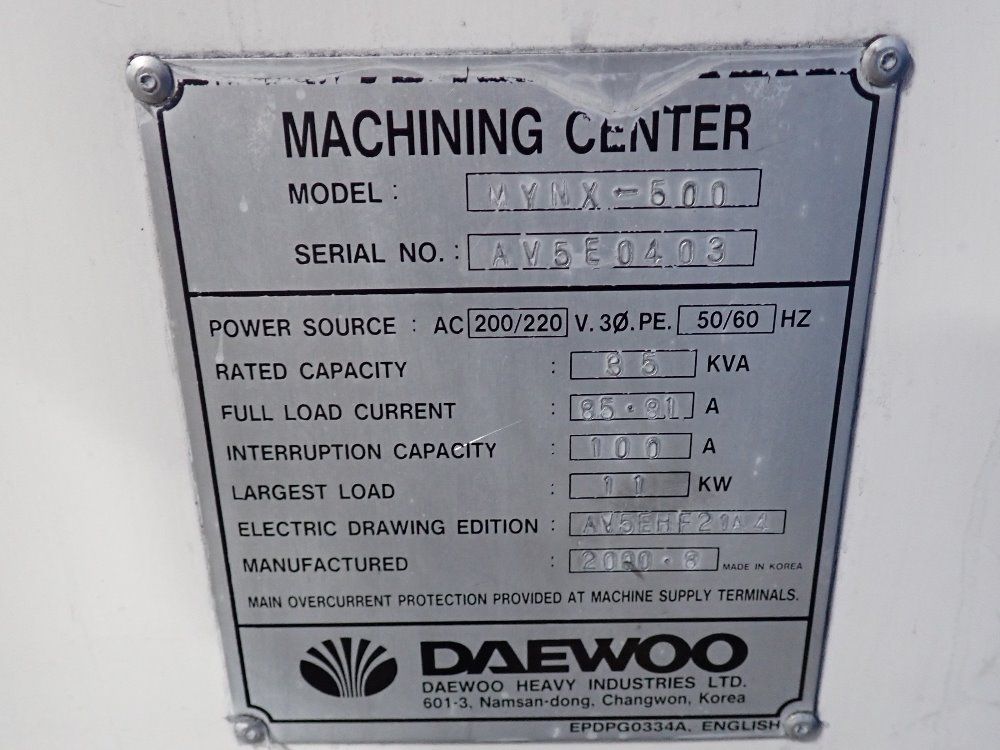 MACHINING CENTER
MODEL : MYNX-500
SERIAL NO. : AV5E0403
POWER SOURCE : AC 200/220 V. 3Ø. PE. 50/60 HZ
RATED CAPACITY : KVA
FULL LOAD CURRENT : 85.81 A
INTERRUPTION CAPACITY : 100 A
LARGEST LOAD : 11 KW
ELECTRIC DRAWING EDITION :
MANUFACTURED : 2000.8 MADE IN KOREA
MAIN OVERCURRENT PROTECTION PROVIDED AT MACHINE SUPPLY TERMINALS.
DAEWOO
DAEWOO HEAVY INDUSTRIES LTD.
601-3, Namsan-dong, Changwon, Korea
EPDPG0334A, ENGLISH